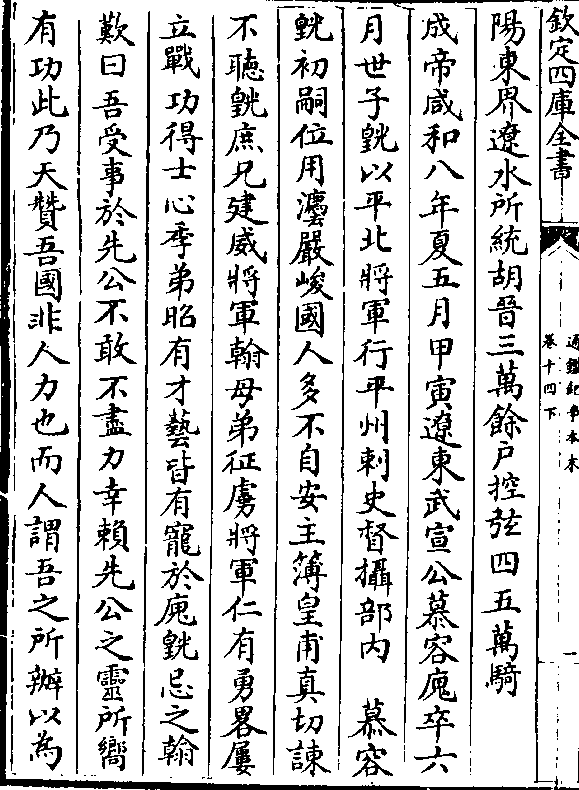 欽定四庫全書
通鑑紀事本末
卷十四下
一
陽東界遼水所統胡晉三萬餘户控弦四五萬騎
成帝咸和八年夏五月甲寅遼東武宣公慕容廆卒六
月世子皝以平北將軍行平州刺史督攝部内　慕容
皝初嗣位用灋嚴峻國人多不自安主簿皇甫真切諫
不聽皝庶兄建威將軍翰母弟征虜將軍仁有勇畧屢
立戰功得士心季弟昭有才藝皆有寵於廆皝忌之翰
歎曰吾受事於先公不敢不盡力幸賴先公之靈所嚮
有功此乃天贊吾國非人力也而人謂吾之所辦以為